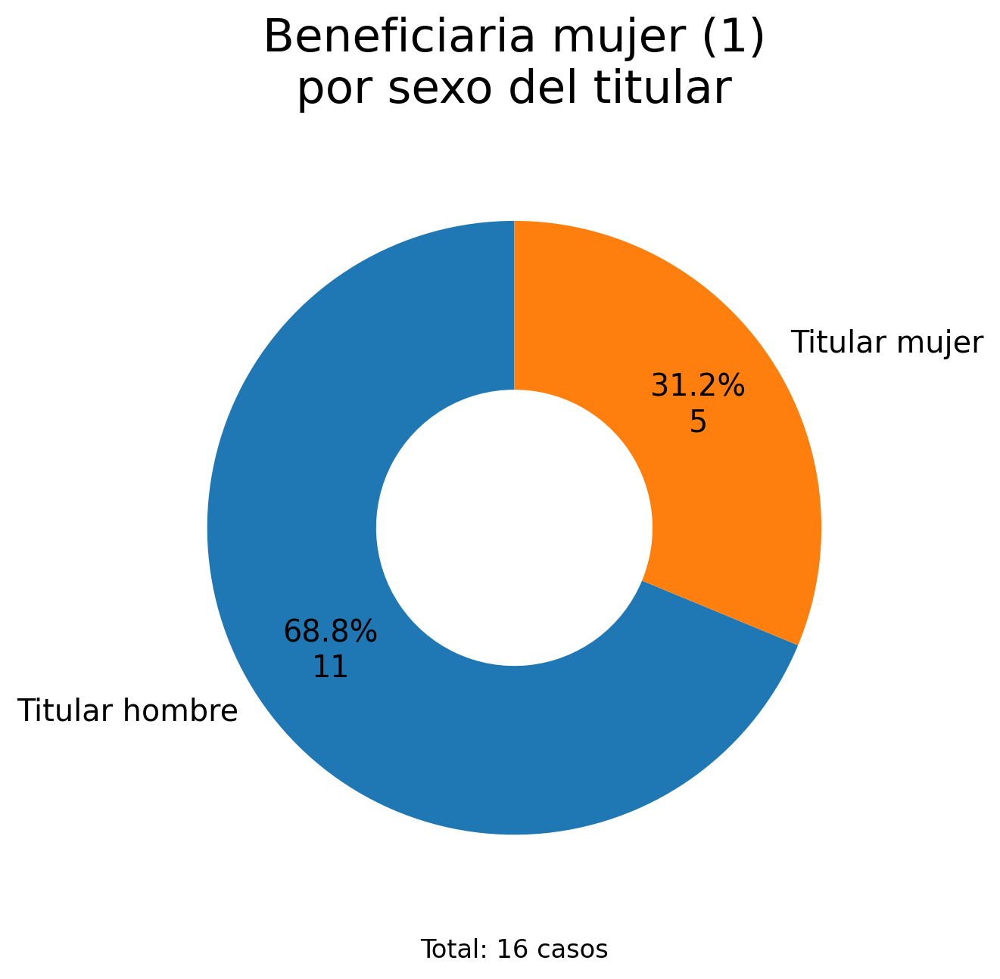 Beneficiaria mujer (1)
por sexo del titular
Titular mujer
31.2%
5
68.8%
11
Titular hombre
Total: 16 casos